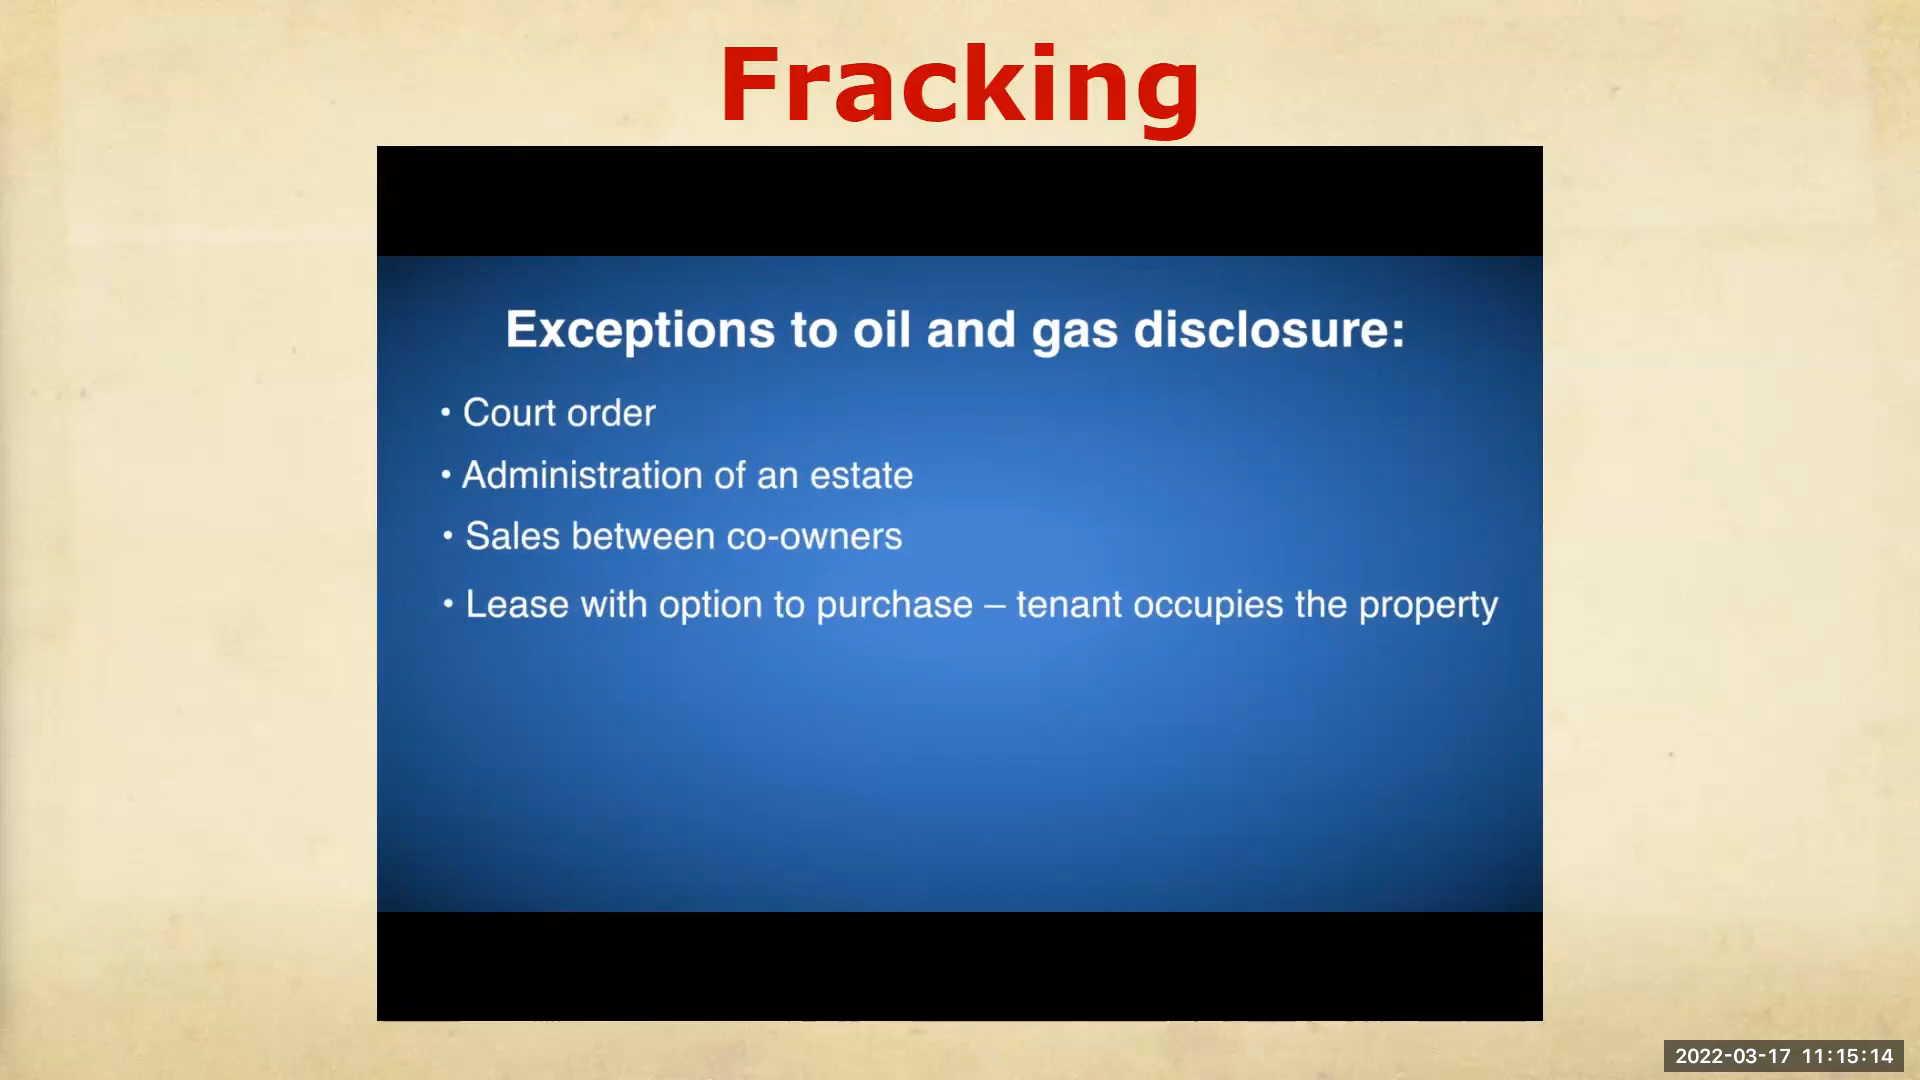 Fracking
Exceptions to oil and gas disclosure:
• Court order
• Administration of an estate
• Sales between co-owners
• Lease with option to purchase – tenant occupies the property
2022-03-17 11:15:14